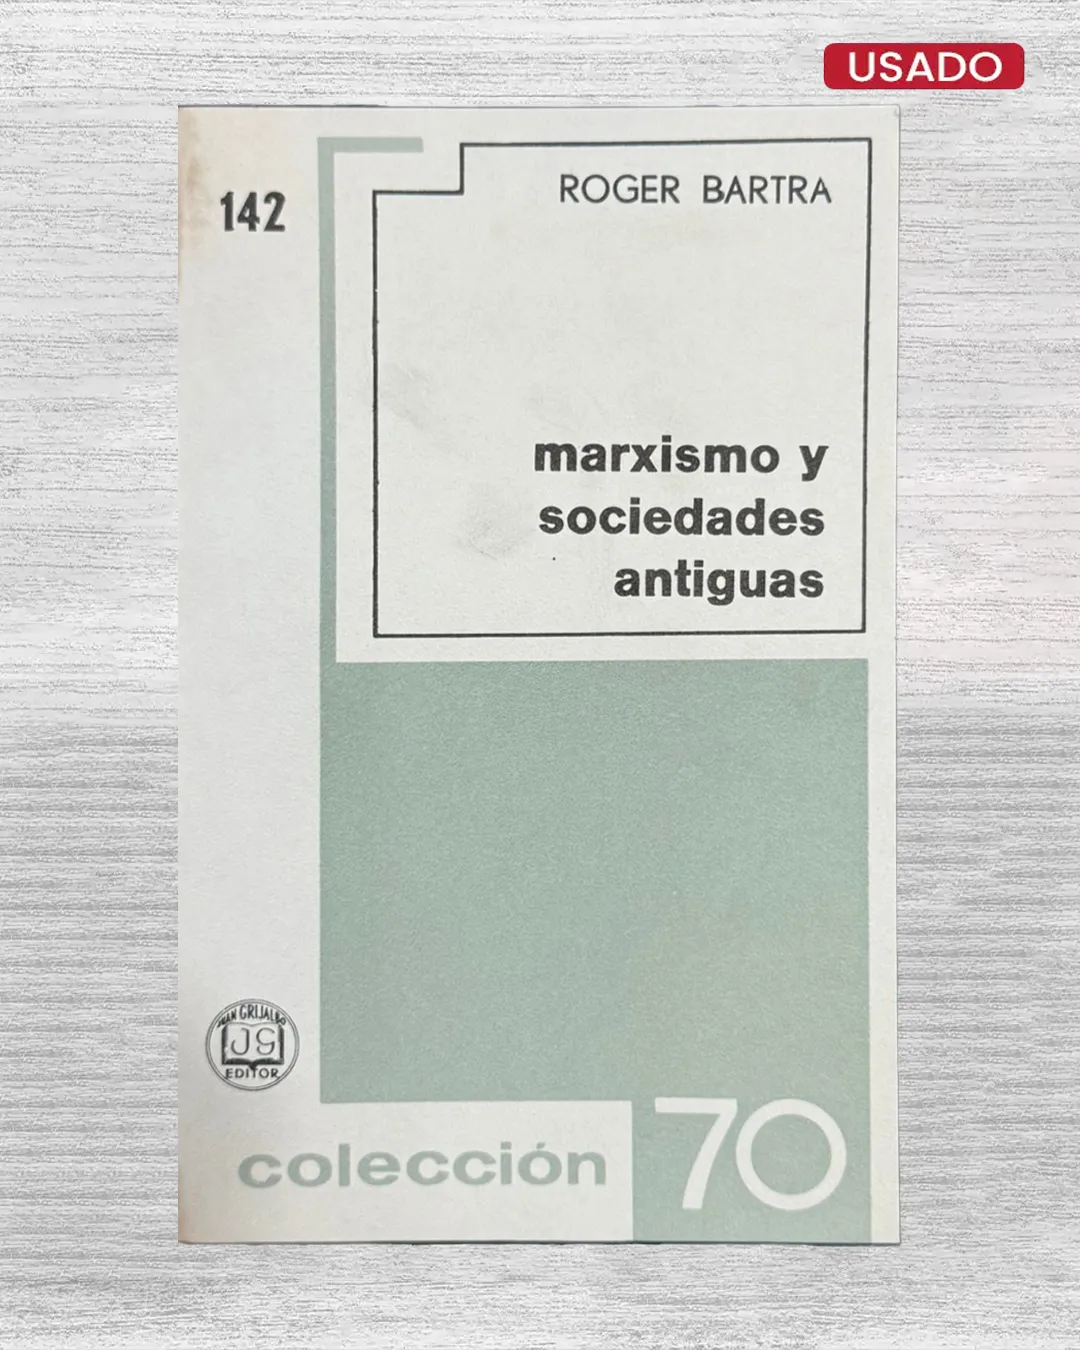 USADO
142
ROGER BARTRA
marxismo y
sociedades
antiguas
JUAN GRIJALBO
JG
EDITOR
colección 70